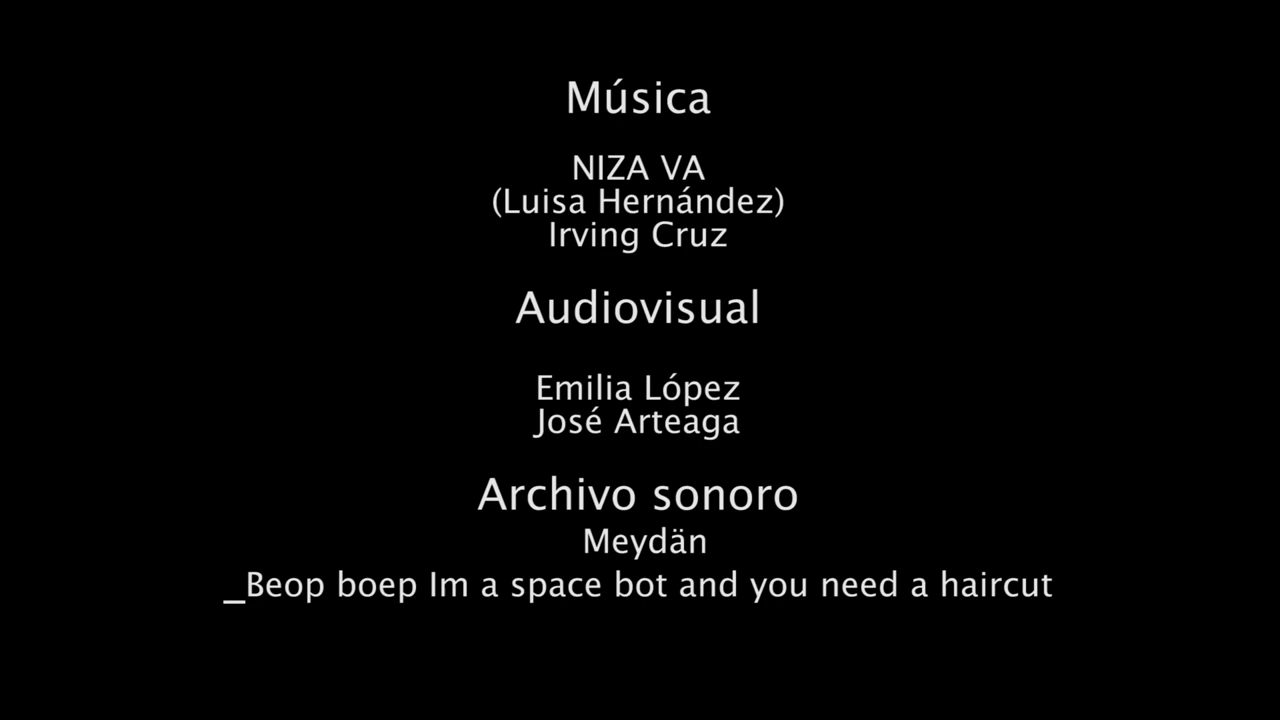 Música
NIZA VA
(Luisa Hernández)
Irving Cruz
Audiovisual
Emilia López
José Arteaga
Archivo sonoro
Meydän
_Beop boep Im a space bot and you need a haircut